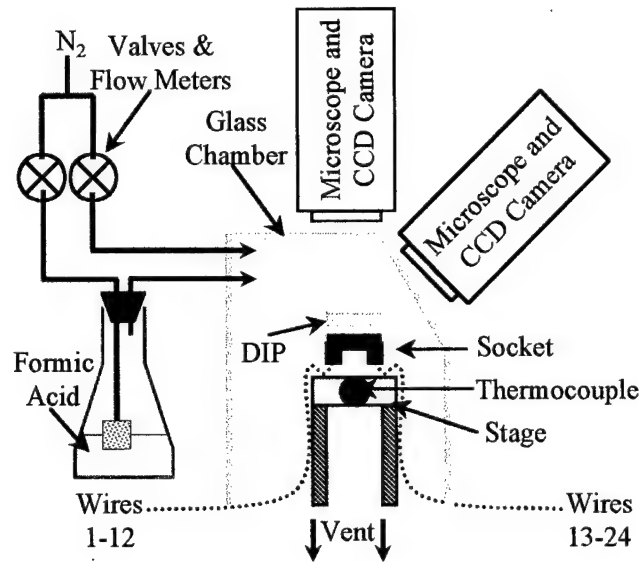 N2
Valves &
Flow Meters
Glass
Chamber
Microscope and
CCD Camera
Microscope and
CCD Camera
DIP
Socket
Formic
Acid
Thermocouple
Stage
Wires
1-12
Vent
Wires
13-24